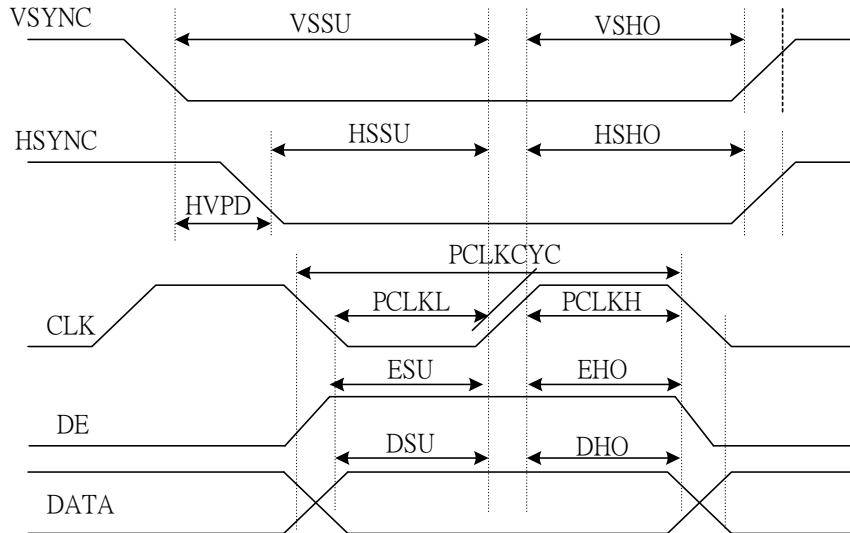 VSYNC
VSSU
VSHO
HSYNC
HSSU
HSHO
HVPD
PCLKCYC
CLK
PCLKL
PCLKH
ESU
EHO
DE
DSU
DHO
DATA